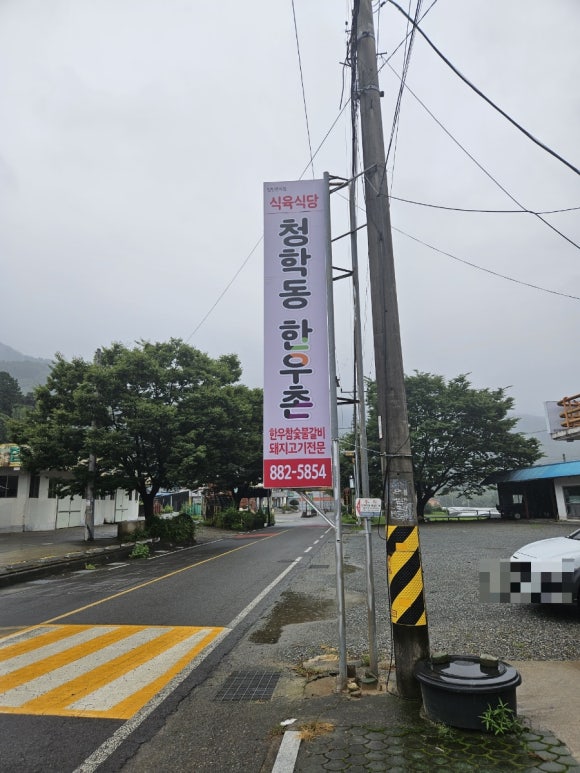 식육식당
청학동 한우촌
한우참숯불갈비
돼지고기전문
882-5854